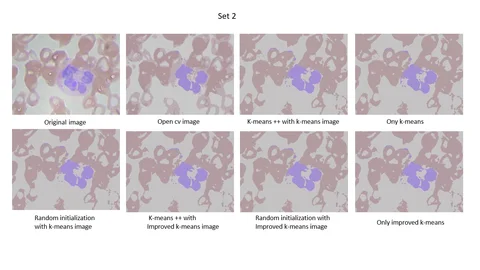 Set 2
Original image
Open cv image
K-means ++ with k-means image
Ony k-means
Random initialization
with k-means image
K-means ++ with
Improved k-means image
Random initialization with
Improved k-means image
Only improved k-means